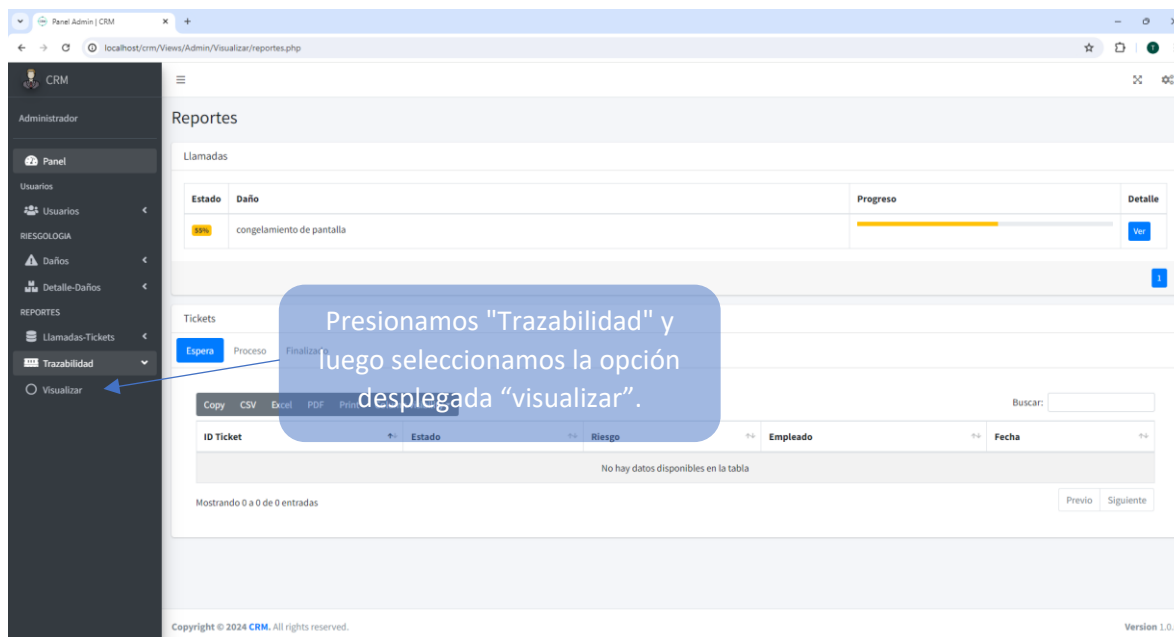 Panel Admin | CRM
localhost/crm/Views/Admin/Visualizar/reportes.php
CRM
Administrador
Reportes
Panel
Llamadas
Usuarios
Estado Daño Progreso Detalle
Usuarios
55% congelamiento de pantalla Ver
RIESGOLOGIA
Daños
Detalle-Daños
1
REPORTES
Tickets
Llamadas-Tickets
Espera Proceso Finalizado
Trazabilidad
Visualizar
Presionamos "Trazabilidad" y
luego seleccionamos la opción
desplegada “visualizar”.
Copy CSV Excel PDF Print
Buscar:
ID Ticket Estado Riesgo Empleado Fecha
No hay datos disponibles en la tabla
Mostrando 0 a 0 de 0 entradas
Previo Siguiente
Copyright © 2024 CRM. All rights reserved.
Version 1.0.